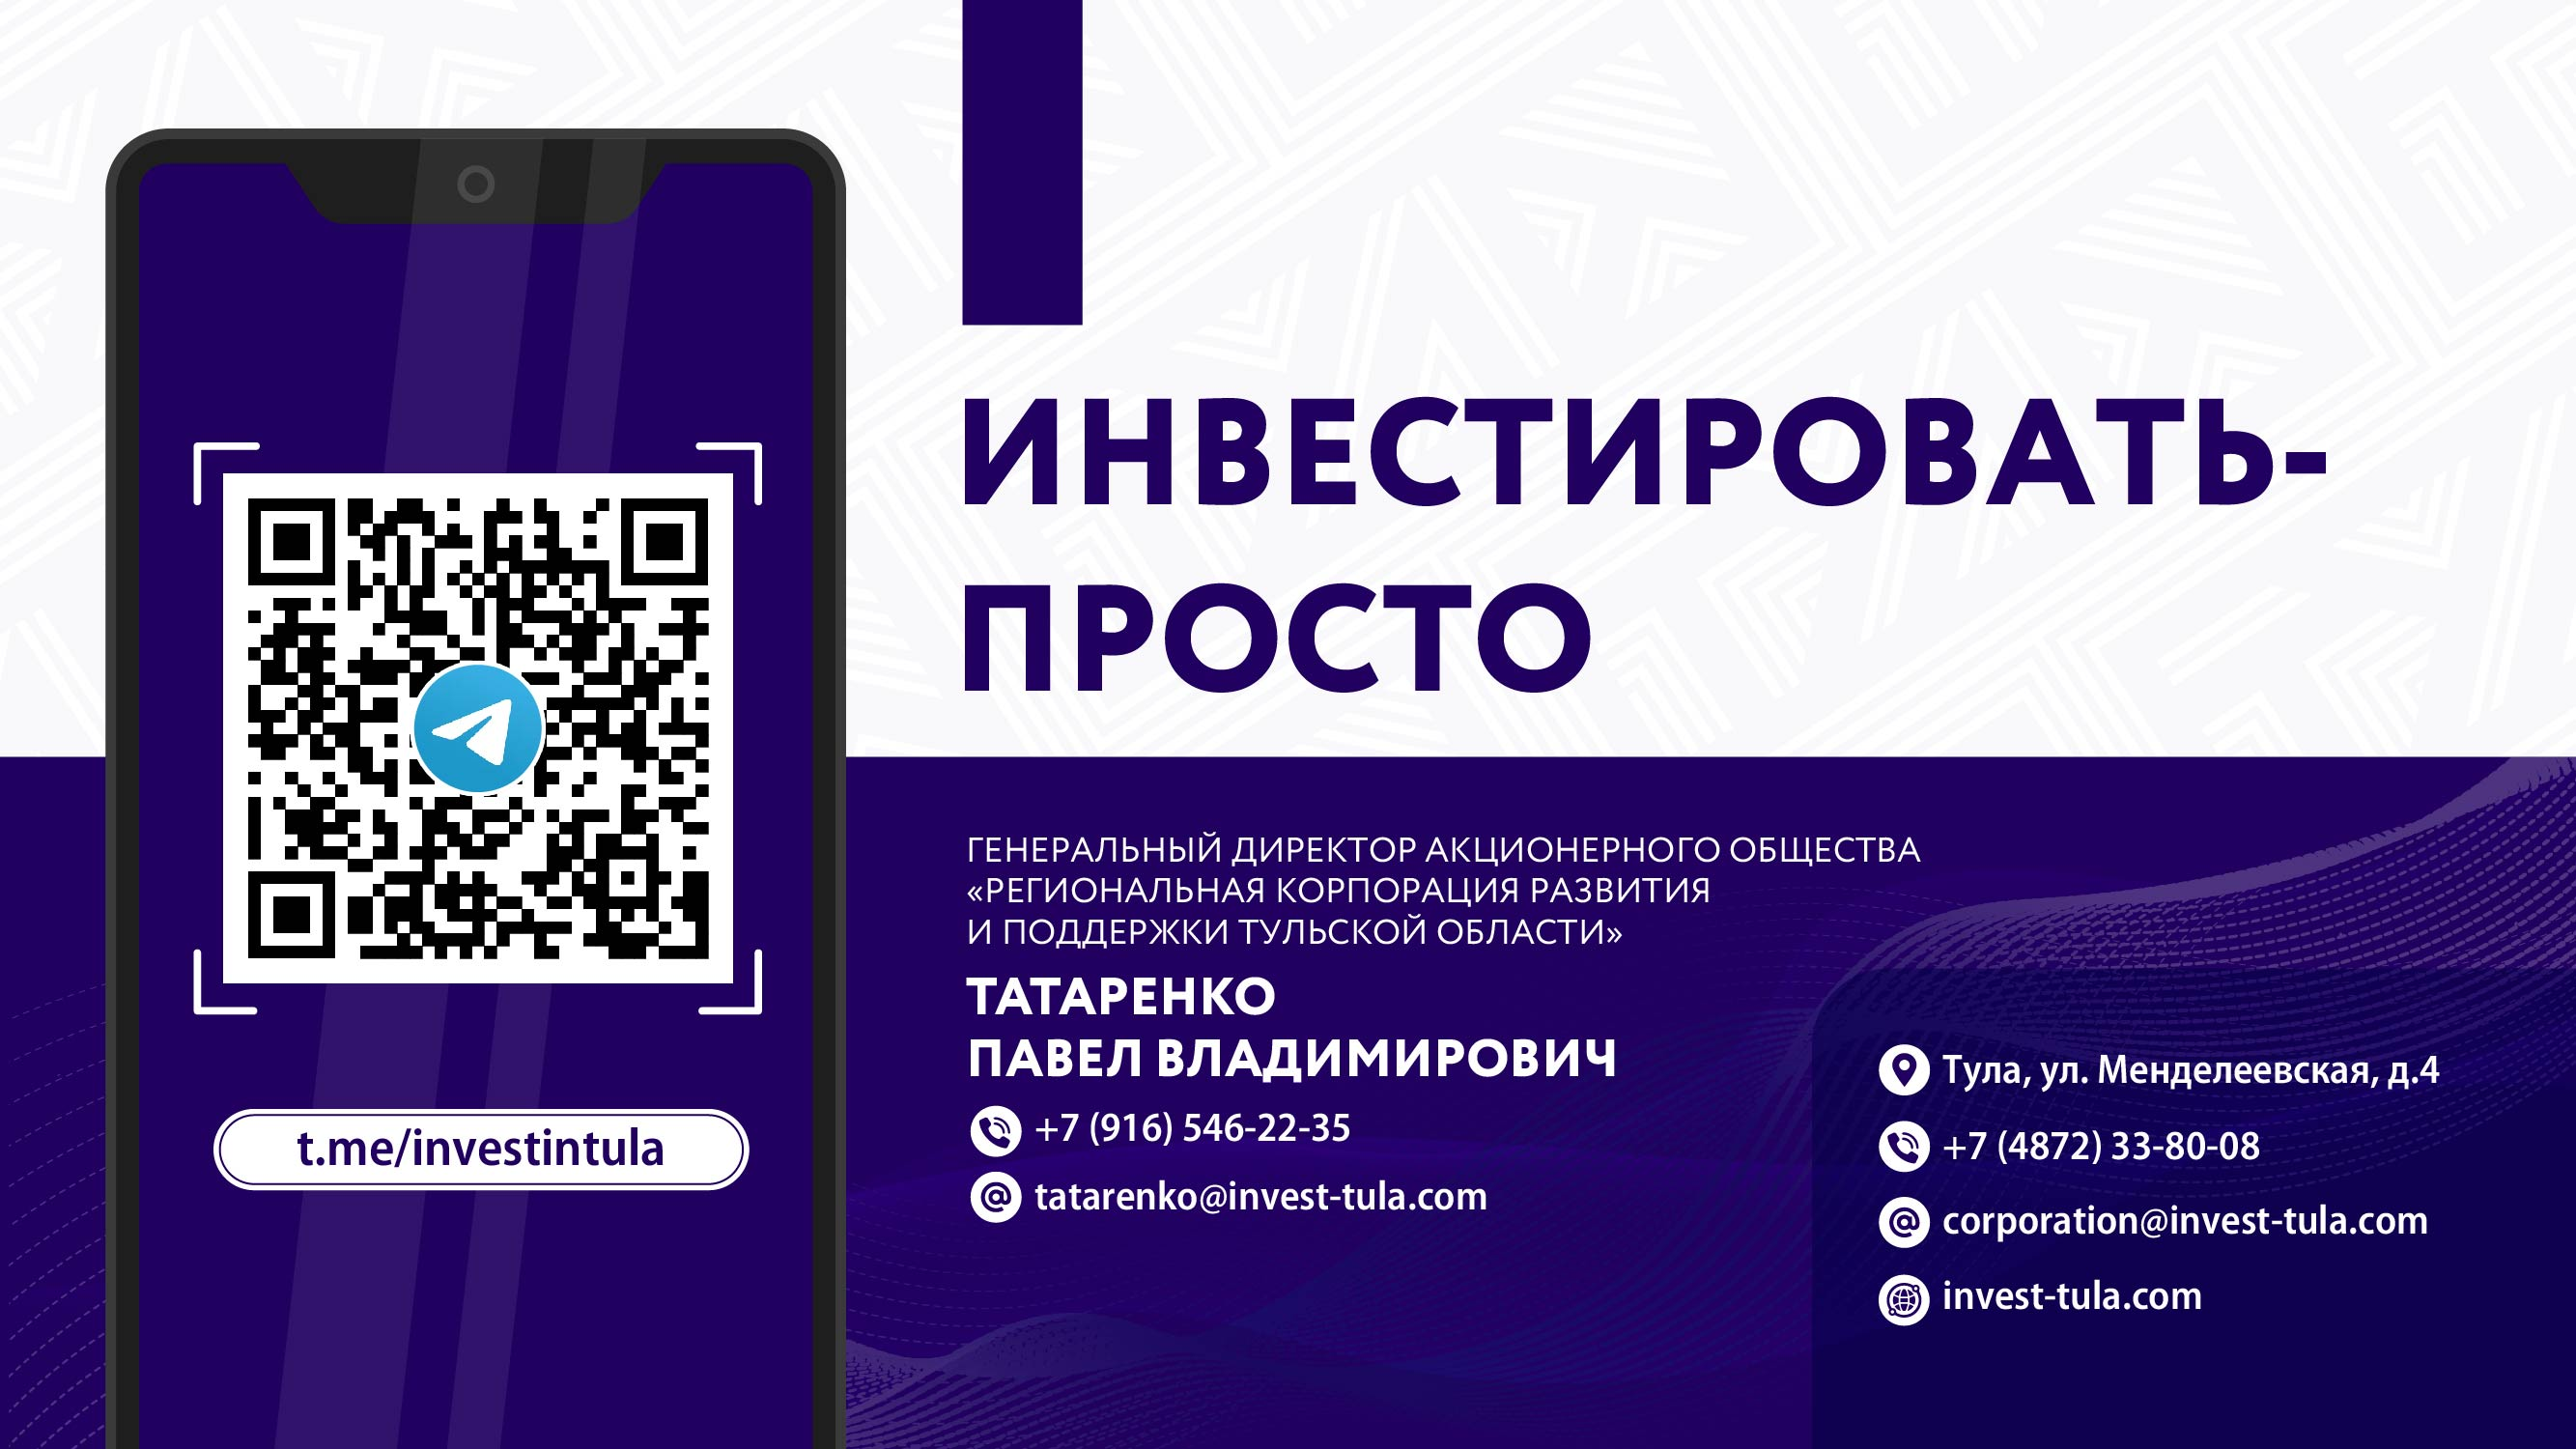 ИНВЕСТИРОВАТЬ-
ПРОСТО
t.me/investintula
ГЕНЕРАЛЬНЫЙ ДИРЕКТОР АКЦИОНЕРНОГО ОБЩЕСТВА
«РЕГИОНАЛЬНАЯ КОРПОРАЦИЯ РАЗВИТИЯ
И ПОДДЕРЖКИ ТУЛЬСКОЙ ОБЛАСТИ»
ТАТАРЕНКО
ПАВЕЛ ВЛАДИМИРОВИЧ
+7 (916) 546-22-35
tatarenko@invest-tula.com
Тула, ул. Менделеевская, д.4
+7 (4872) 33-80-08
corporation@invest-tula.com
invest-tula.com